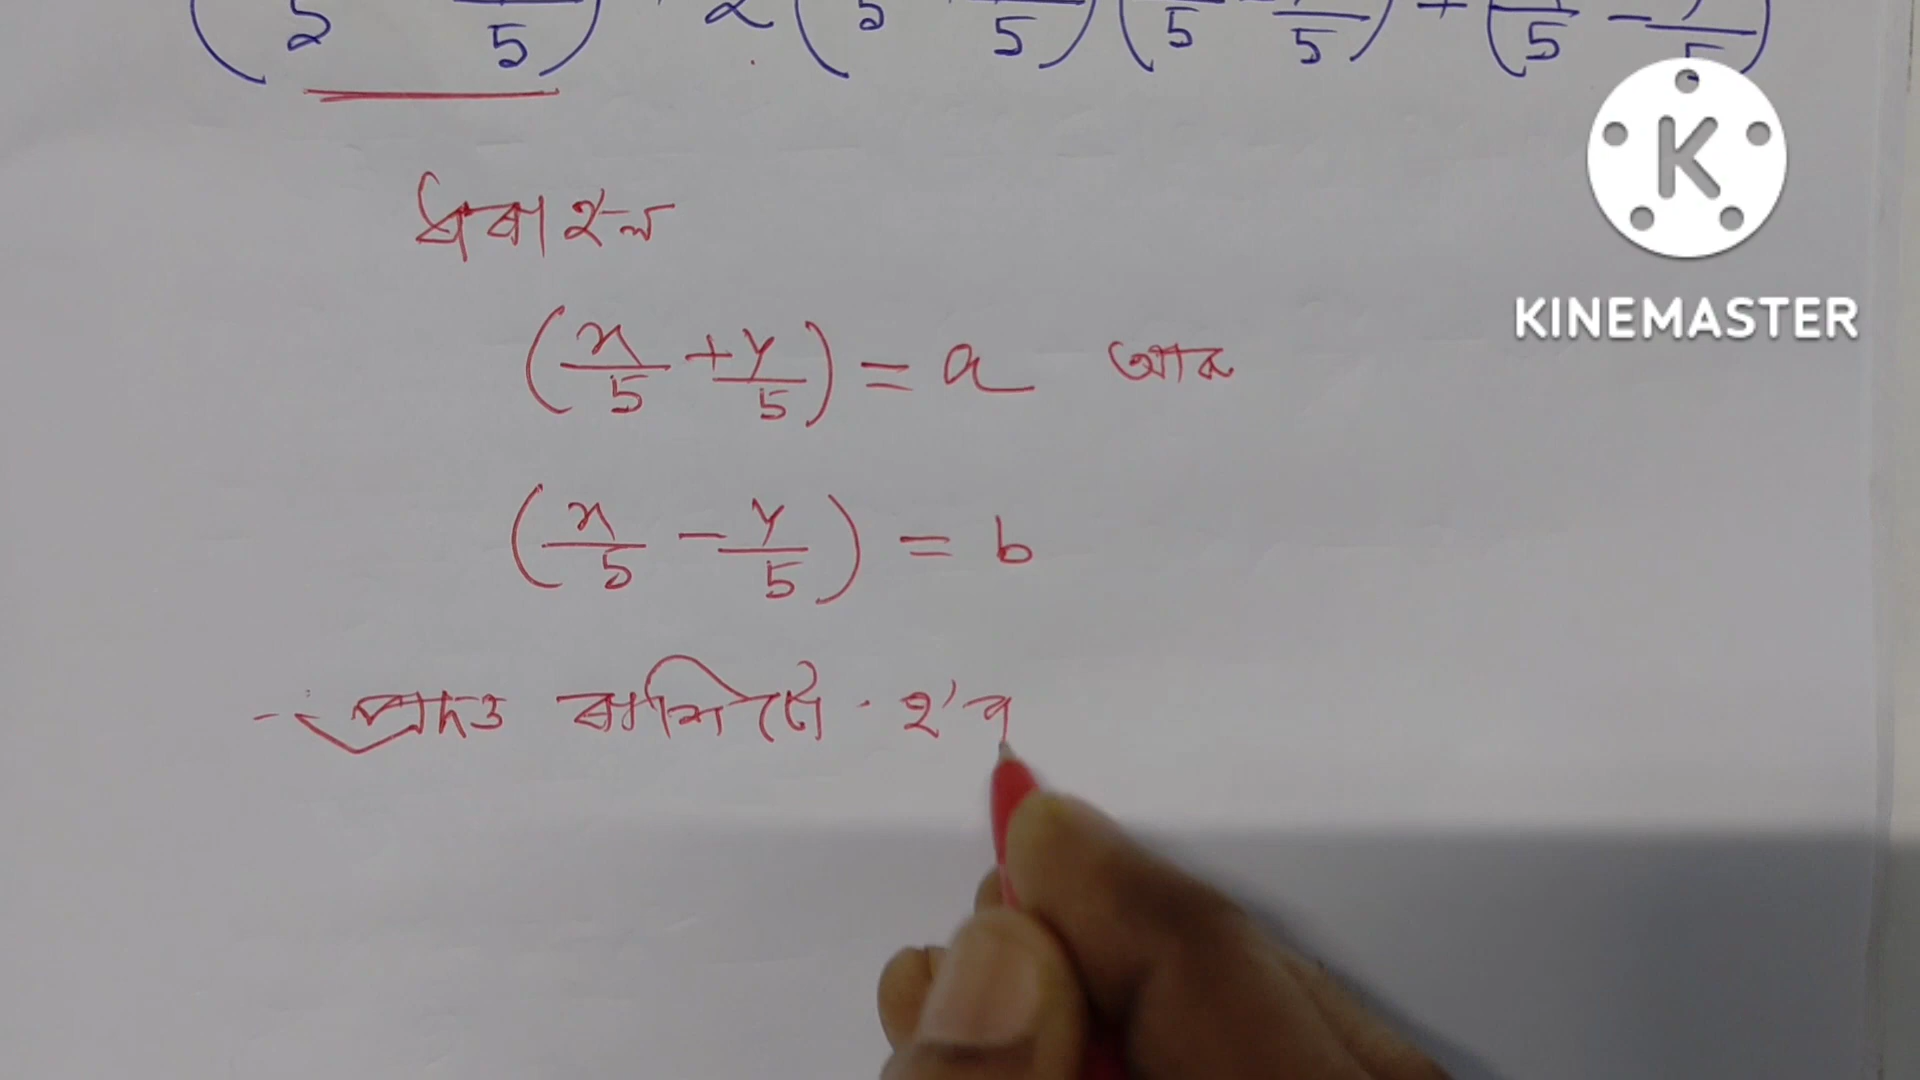 ধৰা হ'ল
(x/5 + y/5) = a আৰু
(x/5 - y/5) = b
∴ প্ৰদত্ত ৰাশিটো হ'ব
KINEMASTER